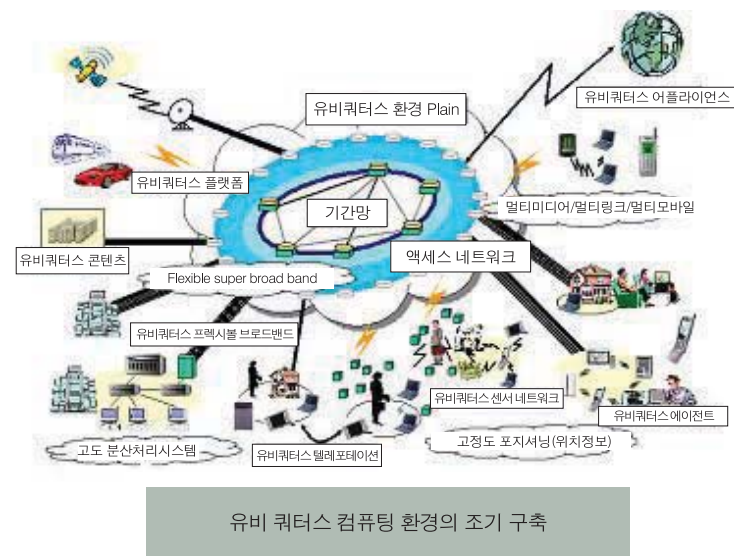 유비쿼터스 환경 Plain
유비쿼터스 어플라이언스
유비쿼터스 플랫폼
기간망
멀티미디어/멀티링크/멀티모바일
유비쿼터스 콘텐츠
액세스 네트워크
Flexible super broad band
유비쿼터스 프렉시볼 브로드밴드
유비쿼터스 센서 네트워크
유비쿼터스 에이전트
고도 분산처리시스템
유비쿼터스 텔레포테이션
고정도 포지셔닝(위치정보)
유비 쿼터스 컴퓨팅 환경의 조기 구축